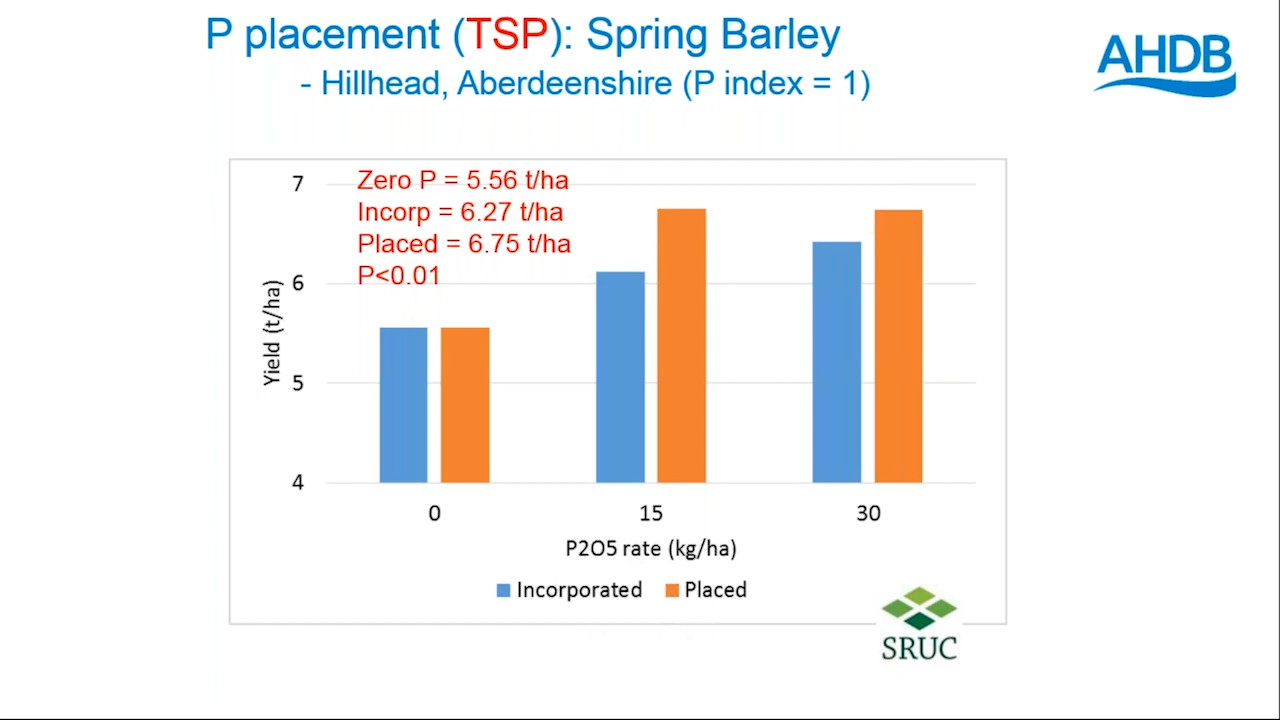 P placement (TSP): Spring Barley
- Hillhead, Aberdeenshire (P index = 1)
AHDB
Zero P = 5.56 t/ha
Incorp = 6.27 t/ha
Placed = 6.75 t/ha
P<0.01
7
6
5
4
Yield (t/ha)
0 15 30
P2O5 rate (kg/ha)
Incorporated Placed
SRUC